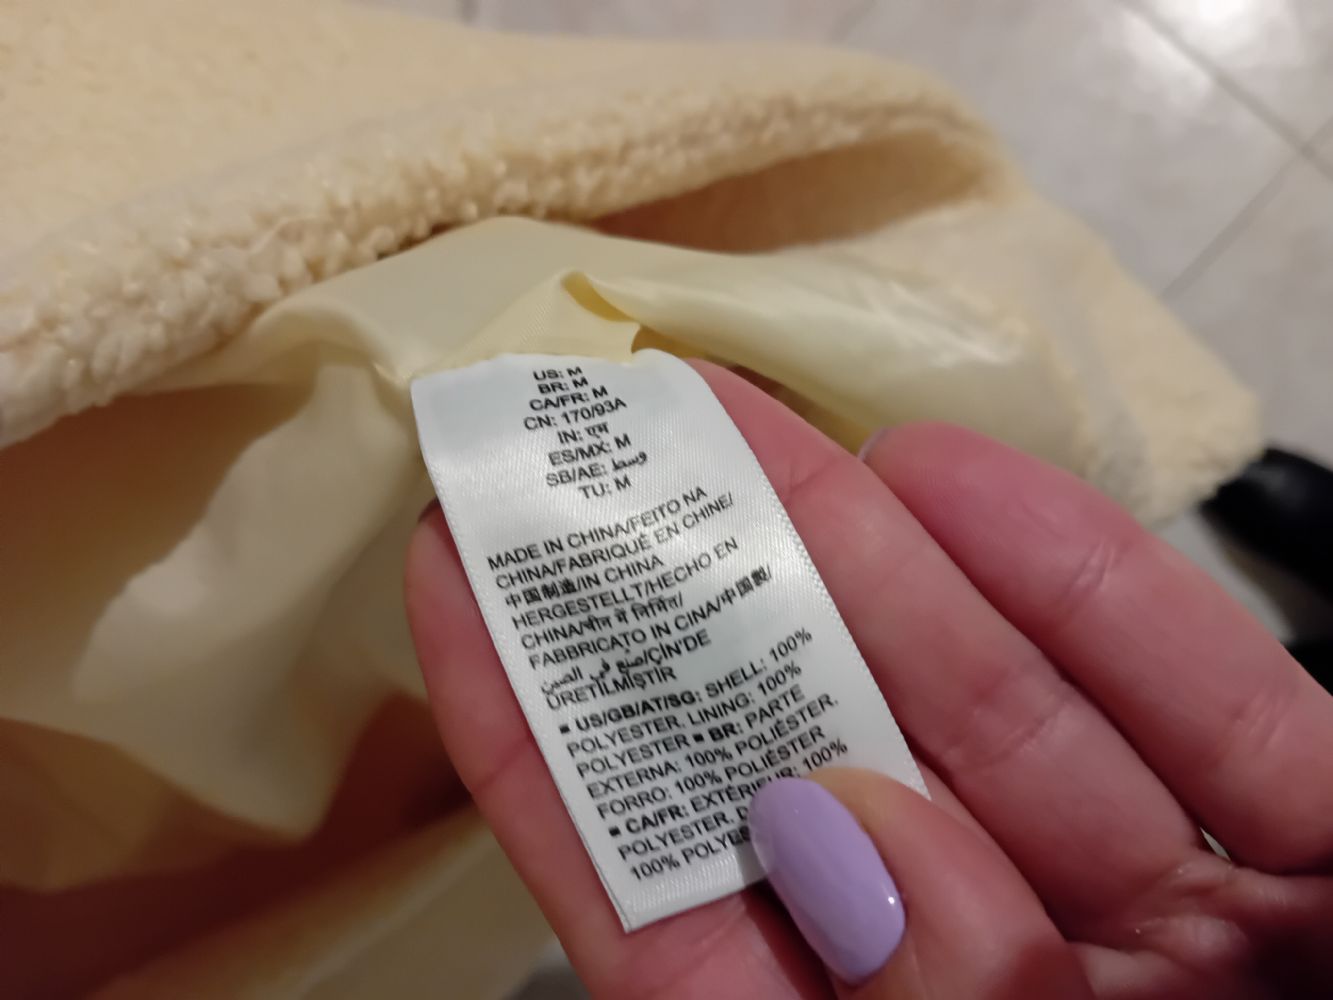 US: M
BR: M
CA/FR: M
CN: 170/93A
IN: एम
ES/MX: M
SB/AE: وسط
TU: M
MADE IN CHINA/FEITO NA
CHINA/FABRIQUÉ EN CHINE/
中国制造/IN CHINA
HERGESTELLT/HECHO EN
CHINA/चीन में निर्मित/
FABBRICATO IN CINA/中国製/
صنع في الصين/ÇİN'DE
ÜRETİLMİŞTİR
▪ US/GB/AT/SG: SHELL: 100%
POLYESTER. LINING: 100%
POLYESTER ▪ BR: PARTE
EXTERNA: 100% POLIÉSTER.
FORRO: 100% POLIÉSTER
▪ CA/FR: EXTÉRIEUR: 100%
POLYESTER.
100%